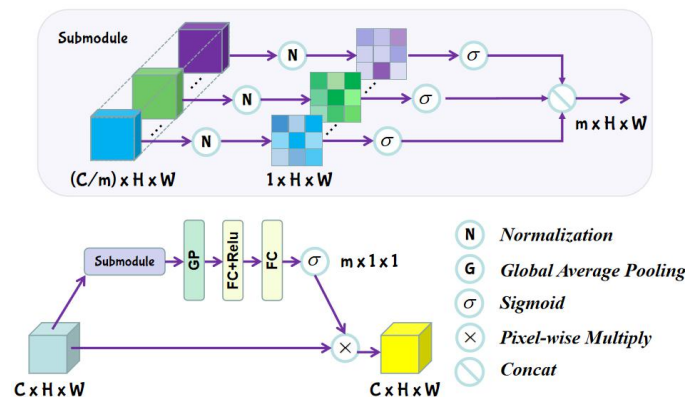 Submodule
N
σ
N
σ
N
σ
m x H x W
(C/m) x H x W
1 x H x W
Submodule
GP
FC+Relu
FC
σ
m x 1 x 1
×
C x H x W
C x H x W
N Normalization
G Global Average Pooling
σ Sigmoid
× Pixel-wise Multiply
Concat